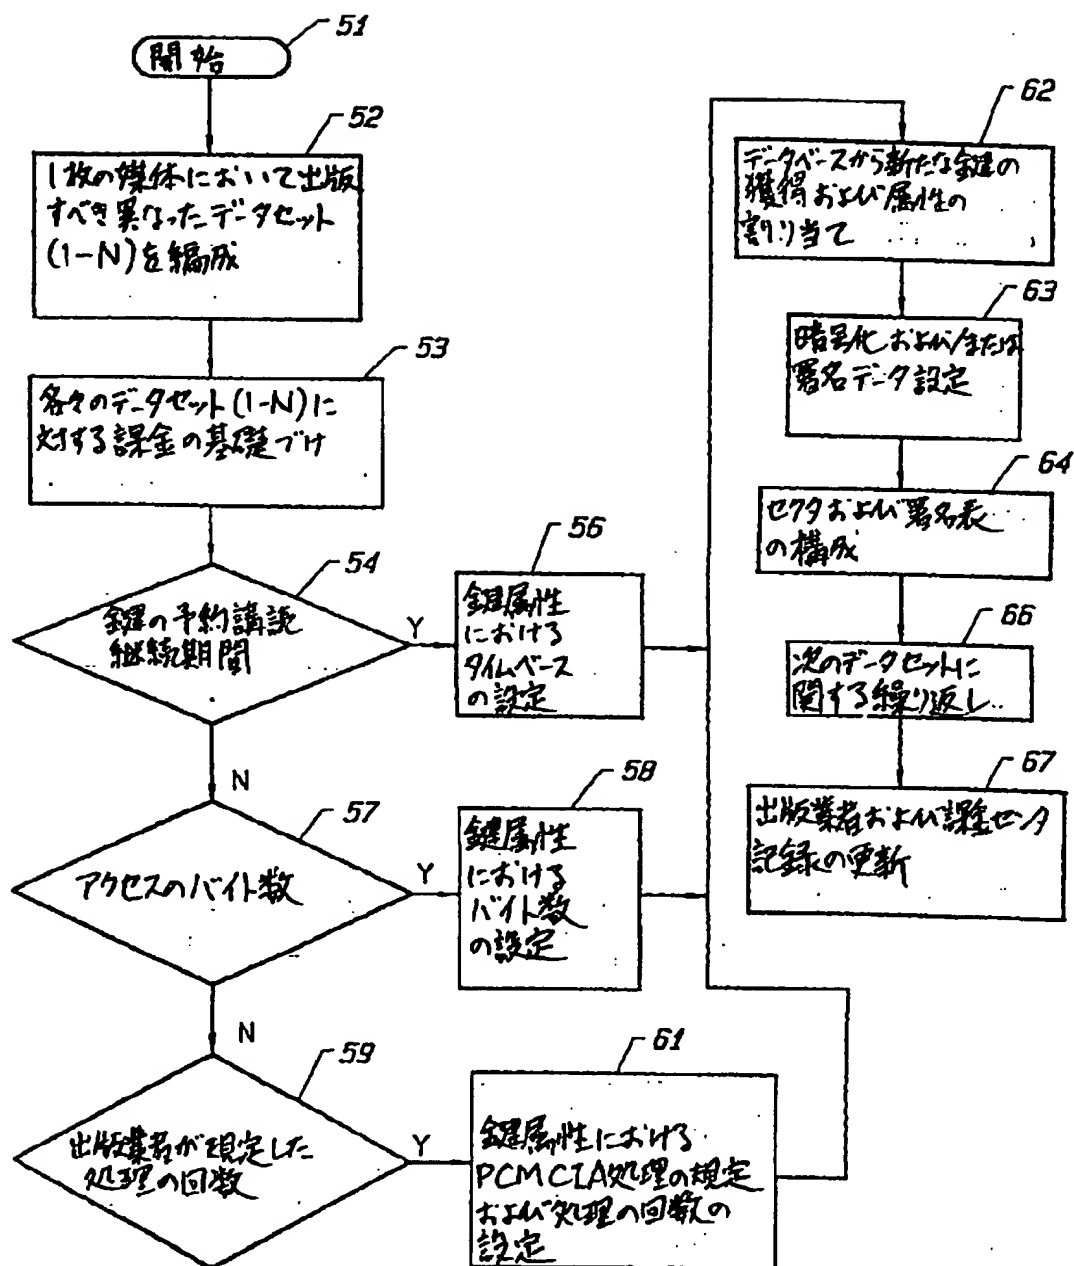 51
開始
52
1枚の媒体において出版
すべき異なったデータセット
(1-N)を編成
53
各々のデータセット(1-N)に
対する課金の基礎づけ
54
鍵の予約講読
継続期間
Y
56
鍵属性
における
タイムベース
の設定
N
57
アクセスのバイト数
Y
58
鍵属性
における
バイト数
の設定
N
59
出版業者が規定した
処理の回数
Y
61
鍵属性における
PCMCIA処理の規定
および処理の回数の
設定
62
データベースから新たな鍵の
獲得および属性の
割り当て
63
暗号化および/または
署名データ設定
64
セクタおよび署名表
の構成
66
次のデータセットに
関する繰り返し
67
出版業者および課金センタ
記録の更新